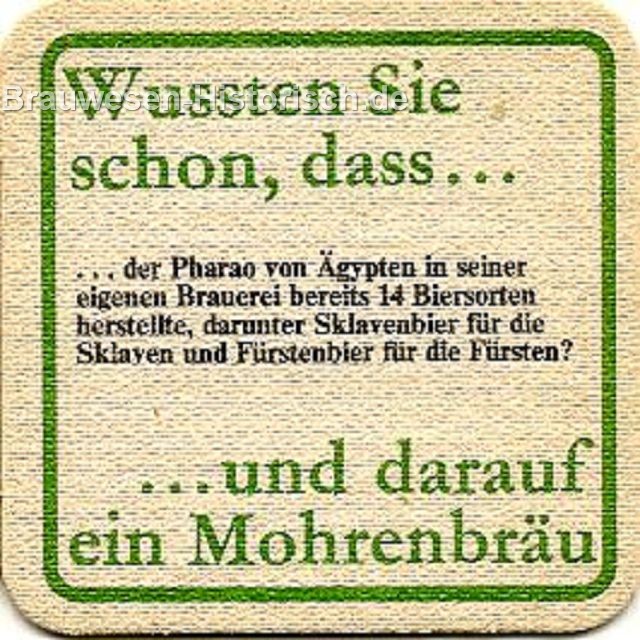 Wussten Sie
Brauwesen-Historisch.de
schon, dass...
... der Pharao von Ägypten in seiner
eigenen Brauerei bereits 14 Biersorten
herstellte, darunter Sklavenbier für die
Sklaven und Fürstenbier für die Fürsten?
...und darauf
ein Mohrenbräu